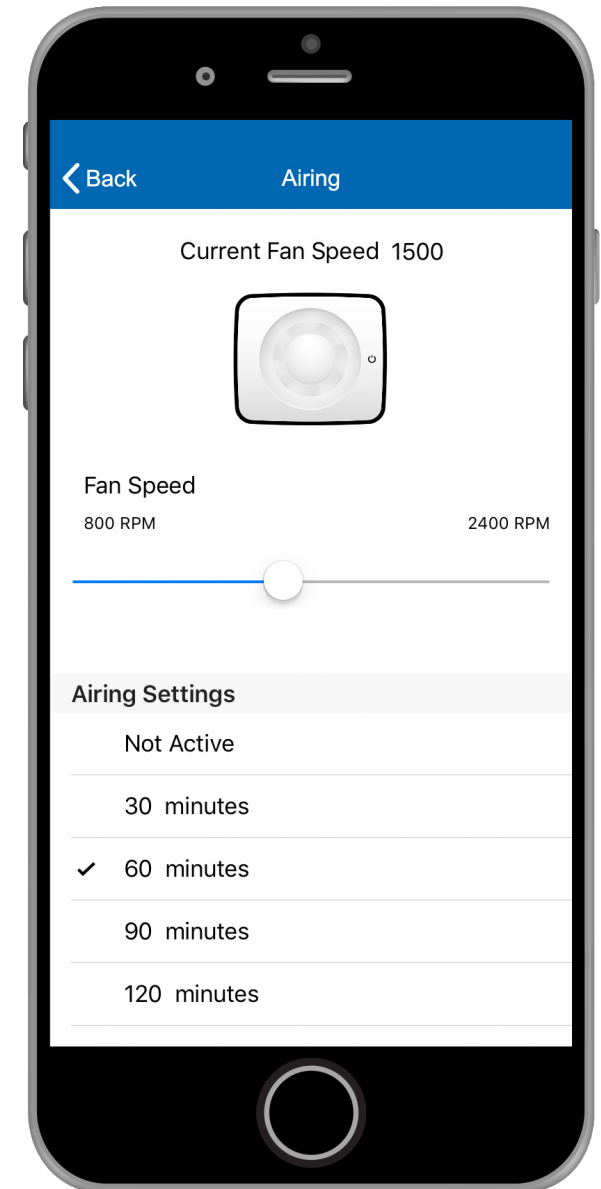 Back Airing
Current Fan Speed 1500
Fan Speed
800 RPM 2400 RPM
Airing Settings
Not Active
30 minutes
60 minutes
90 minutes
120 minutes